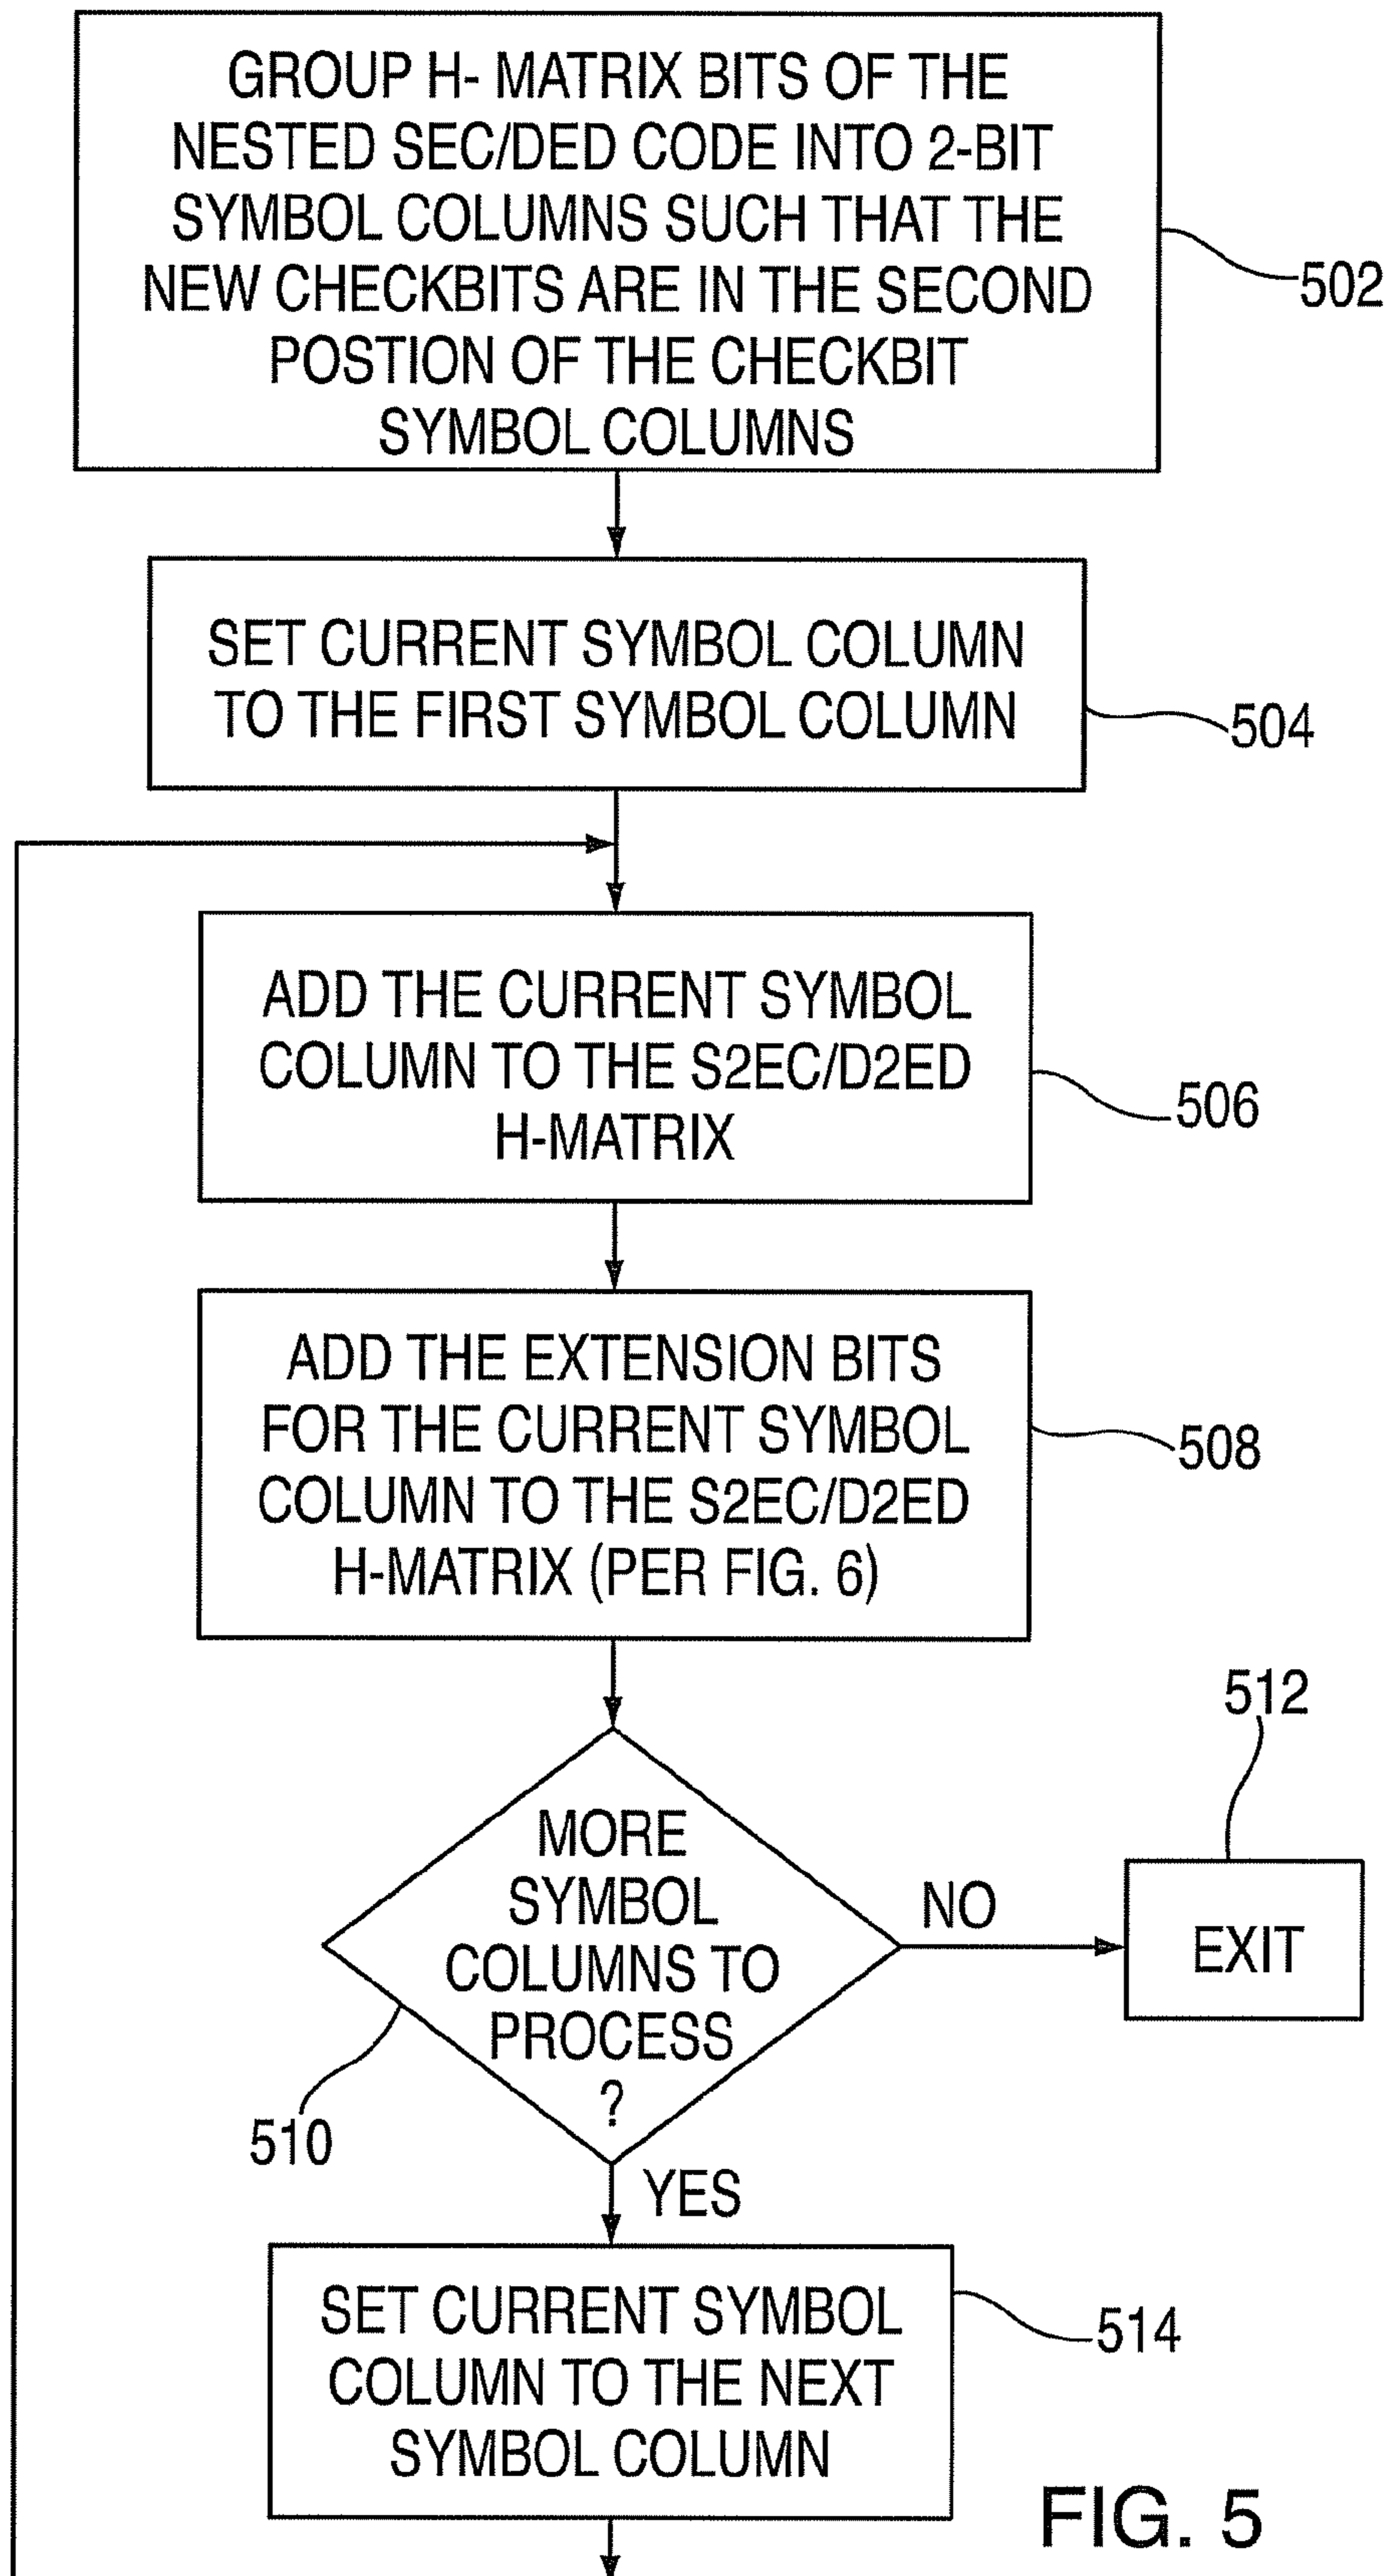 GROUP H- MATRIX BITS OF THE
NESTED SEC/DED CODE INTO 2-BIT
SYMBOL COLUMNS SUCH THAT THE
NEW CHECKBITS ARE IN THE SECOND
POSTION OF THE CHECKBIT
SYMBOL COLUMNS
502
SET CURRENT SYMBOL COLUMN
TO THE FIRST SYMBOL COLUMN
504
ADD THE CURRENT SYMBOL
COLUMN TO THE S2EC/D2ED
H-MATRIX
506
ADD THE EXTENSION BITS
FOR THE CURRENT SYMBOL
COLUMN TO THE S2EC/D2ED
H-MATRIX (PER FIG. 6)
508
MORE
SYMBOL
COLUMNS TO
PROCESS
?
510
NO
512
EXIT
YES
SET CURRENT SYMBOL
COLUMN TO THE NEXT
SYMBOL COLUMN
514
FIG. 5